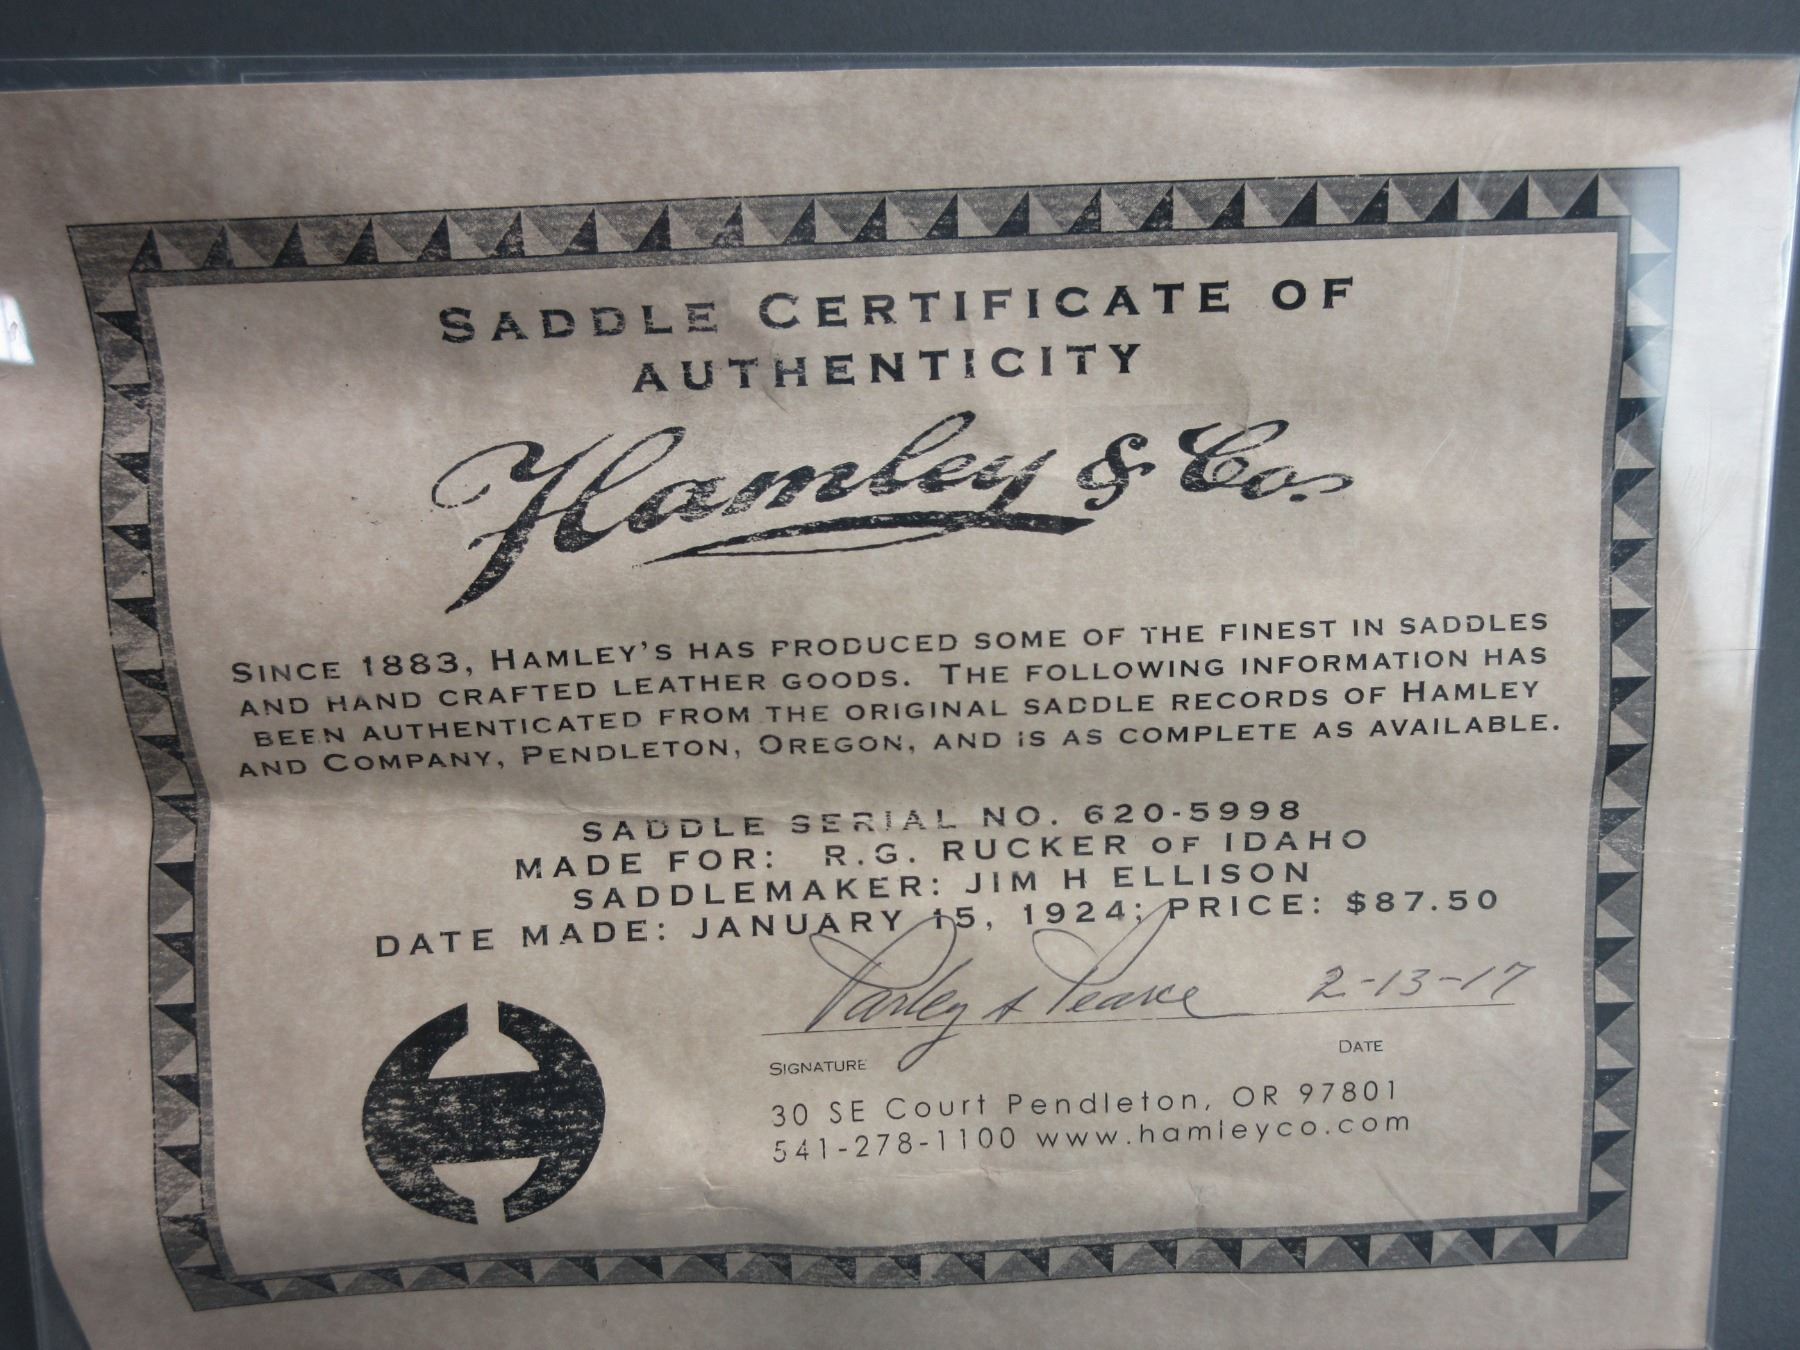 SADDLE CERTIFICATE OF
AUTHENTICITY
Hamley & Co.
SINCE 1883, HAMLEY'S HAS PRODUCED SOME OF THE FINEST IN SADDLES
AND HAND CRAFTED LEATHER GOODS. THE FOLLOWING INFORMATION HAS
BEEN AUTHENTICATED FROM THE ORIGINAL SADDLE RECORDS OF HAMLEY
AND COMPANY, PENDLETON, OREGON, AND IS AS COMPLETE AS AVAILABLE.
SADDLE SERIAL NO. 620-5998
MADE FOR: R.G. RUCKER OF IDAHO
SADDLEMAKER: JIM H ELLISON
DATE MADE: JANUARY 15, 1924; PRICE: $87.50
Parley A Pearce 2-13-17
SIGNATURE DATE
H
30 SE Court Pendleton, OR 97801
541-278-1100 www.hamleyco.com